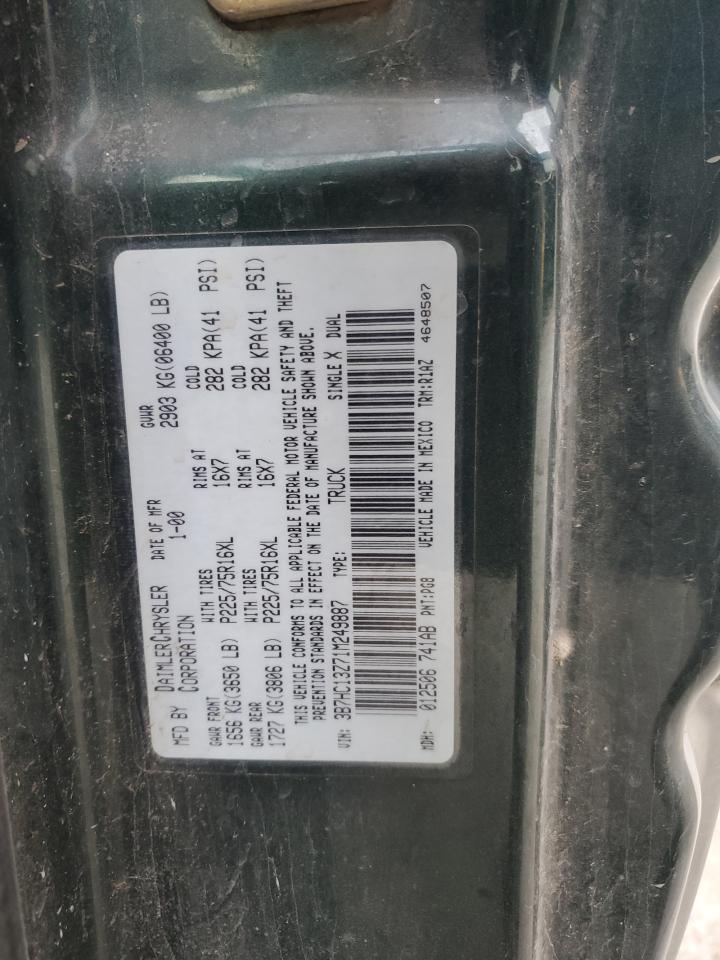 MFD BY DAIMLERCHRYSLER CORPORATION DATE OF MFR 1-00 GVWR 2903 KG(06400 LB)
GAWR FRONT WITH TIRES RIMS AT COLD
1656 KG(3650 LB) P225/75R16XL 16X7 282 KPA(41 PSI)
GAWR REAR WITH TIRES RIMS AT COLD
1727 KG(3806 LB) P225/75R16XL 16X7 282 KPA(41 PSI)
THIS VEHICLE CONFORMS TO ALL APPLICABLE FEDERAL MOTOR VEHICLE SAFETY AND THEFT
PREVENTION STANDARDS IN EFFECT ON THE DATE OF MANUFACTURE SHOWN ABOVE.
VIN: 3B7HC13Z71M249887 TYPE: TRUCK SINGLE X DUAL
MDH: 012506 741AB PNT:PG8 VEHICLE MADE IN MEXICO TRM:R1AZ 4648507